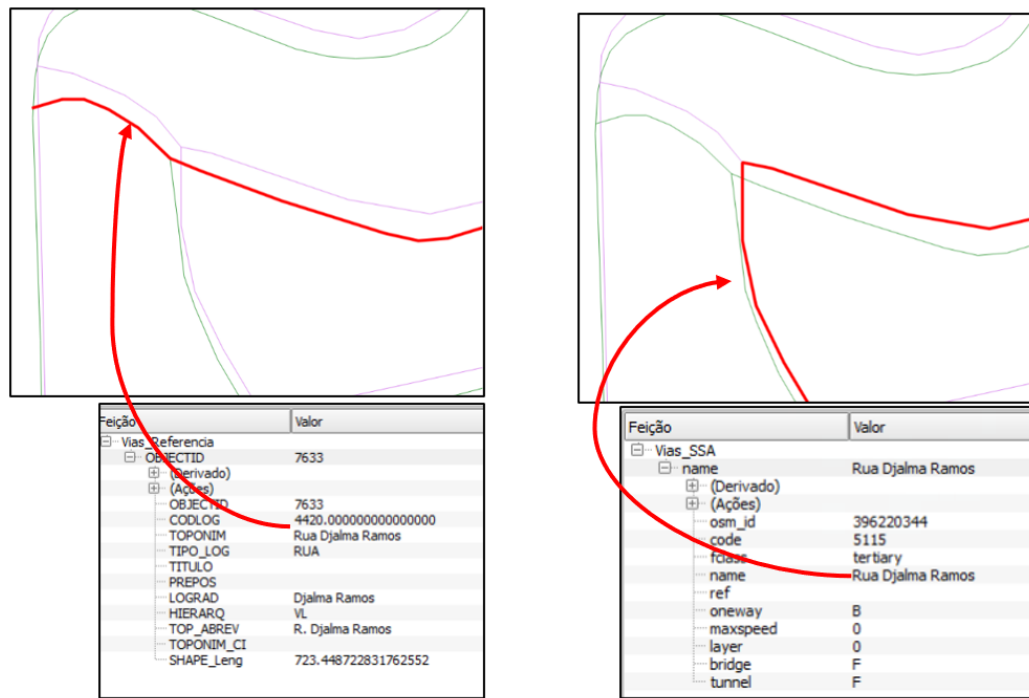 Feição Valor
Vias_Referencia
OBJECTID 7633
(Derivado)
(Ações)
OBJECTID 7633
CODLOG 4420.000000000000000
TOPONIM Rua Djalma Ramos
TIPO_LOG RUA
TITULO
PREPOS
LOGRAD Djalma Ramos
HIERARQ VL
TOP_ABREV R. Djalma Ramos
TOPONIM_CI
SHAPE_Leng 723.448722831762552
Feição Valor
Vias_SSA
name Rua Djalma Ramos
(Derivado)
(Ações)
osm_id 396220344
code 5115
fclass tertiary
name Rua Djalma Ramos
ref
oneway B
maxspeed 0
layer 0
bridge F
tunnel F